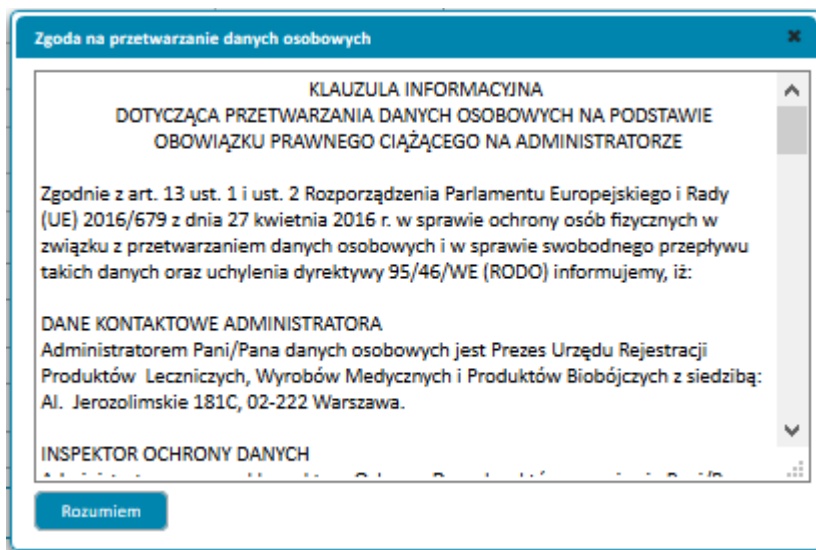 Zgoda na przetwarzanie danych osobowych
KLAUZULA INFORMACYJNA
DOTYCZĄCA PRZETWARZANIA DANYCH OSOBOWYCH NA PODSTAWIE
OBOWIĄZKU PRAWNEGO CIĄŻĄCEGO NA ADMINISTRATORZE
Zgodnie z art. 13 ust. 1 i ust. 2 Rozporządzenia Parlamentu Europejskiego i Rady
(UE) 2016/679 z dnia 27 kwietnia 2016 r. w sprawie ochrony osób fizycznych w
związku z przetwarzaniem danych osobowych i w sprawie swobodnego przepływu
takich danych oraz uchylenia dyrektywy 95/46/WE (RODO) informujemy, iż:
DANE KONTAKTOWE ADMINISTRATORA
Administratorem Pani/Pana danych osobowych jest Prezes Urzędu Rejestracji
Produktów Leczniczych, Wyrobów Medycznych i Produktów Biobójczych z siedzibą:
Al. Jerozolimskie 181C, 02-222 Warszawa.
INSPEKTOR OCHRONY DANYCH
Rozumiem